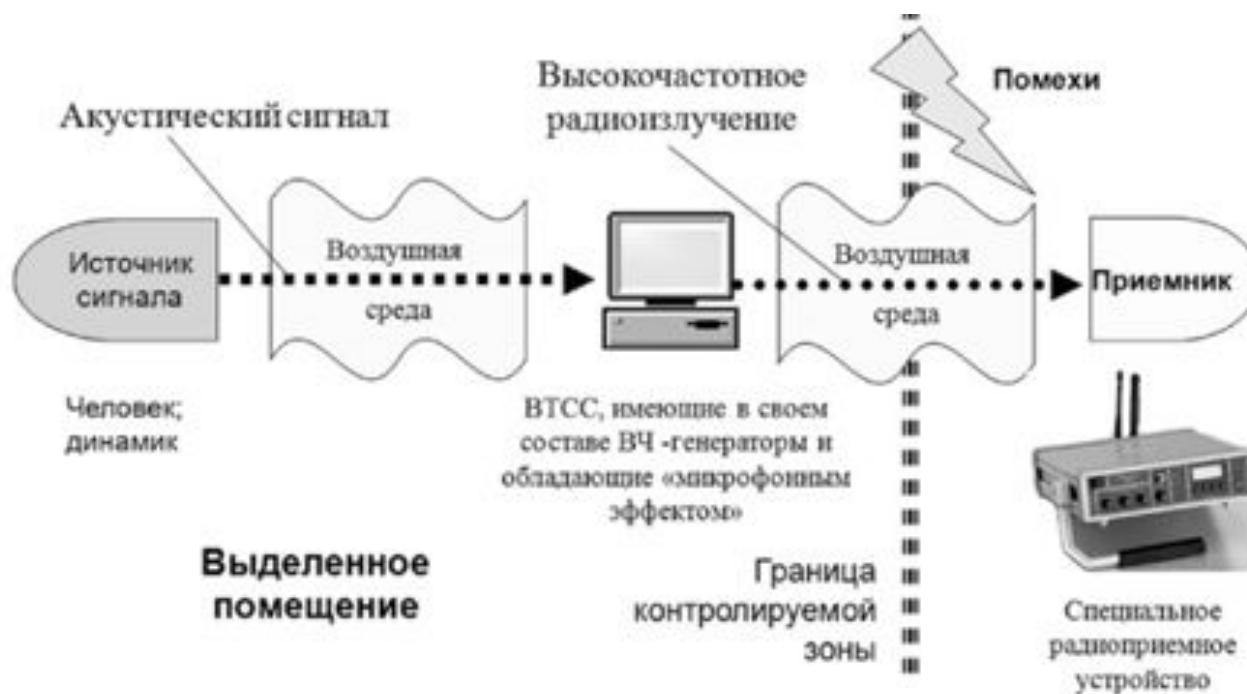 Акустический сигнал
Высокочастотное
радиоизлучение
Помехи
Источник
сигнала
Воздушная
среда
Воздушная
среда
Приемник
Человек;
динамик
ВТСС, имеющие в своем
составе ВЧ -генераторы и
обладающие «микрофонным
эффектом»
Выделенное
помещение
Граница
контролируемой
зоны
Специальное
радиоприемное
устройство